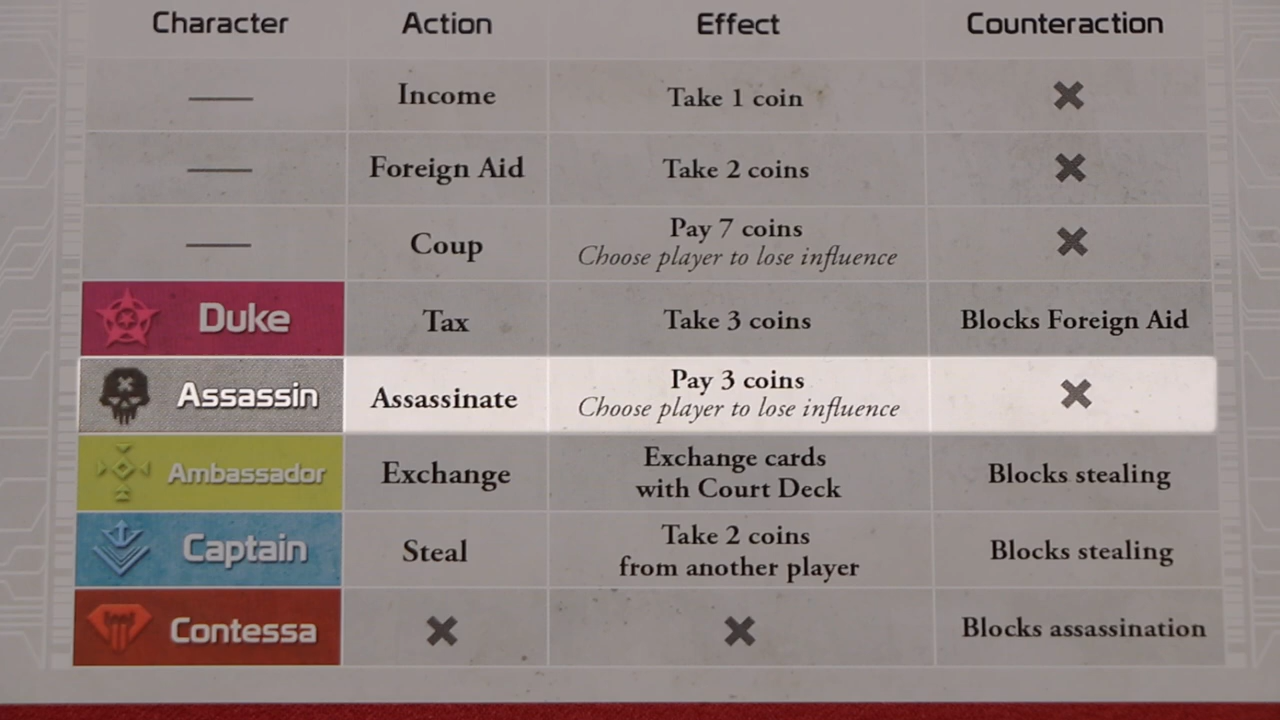 Character Action Effect Counteraction
Income Take 1 coin
Foreign Aid Take 2 coins
Coup Pay 7 coins
Choose player to lose influence
Duke Tax Take 3 coins Blocks Foreign Aid
Assassin Assassinate Pay 3 coins
Choose player to lose influence
Ambassador Exchange Exchange cards
with Court Deck Blocks stealing
Captain Steal Take 2 coins
from another player Blocks stealing
Contessa Blocks assassination